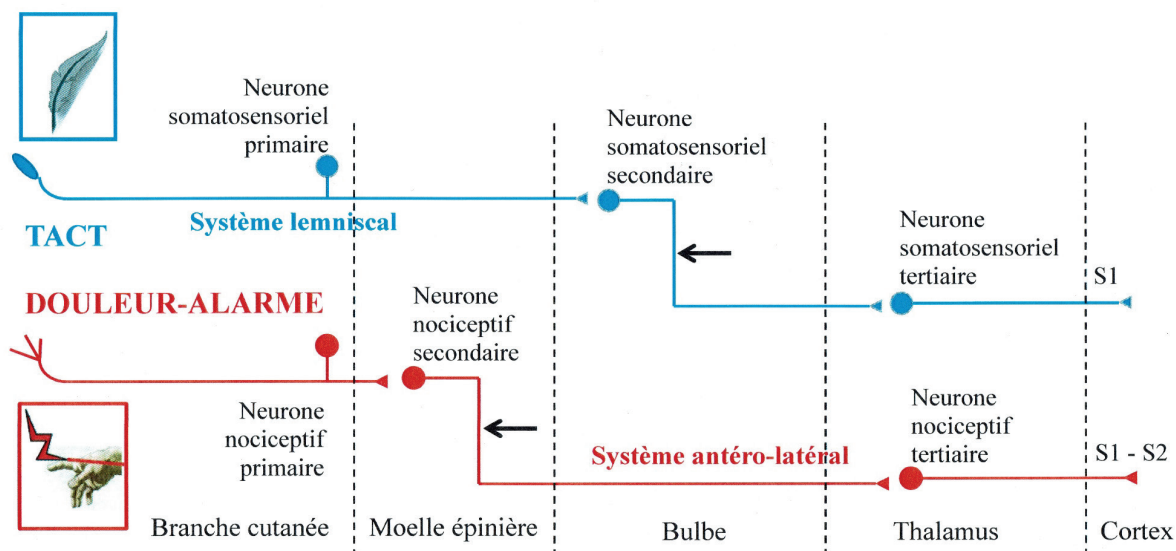 Neurone
somatosensoriel
primaire
Neurone
somatosensoriel
secondaire
Système lemniscal
TACT
Neurone
somatosensoriel
tertiaire
S1
DOULEUR-ALARME
Neurone
nociceptif
secondaire
Neurone
nociceptif
primaire
Système antéro-latéral
Neurone
nociceptif
tertiaire
S1 - S2
Branche cutanée
Moelle épinière
Bulbe
Thalamus
Cortex